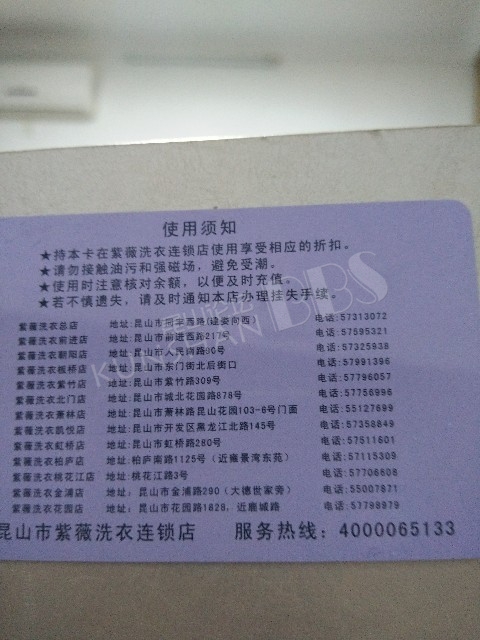 使用须知
★持本卡在紫薇洗衣连锁店使用享受相应的折扣。
★请勿接触油污和强磁场，避免受潮。
★使用时注意核对余额，以便及时充值。
★若不慎遗失，请及时通知本店办理挂失手续。
紫薇洗衣总店 地址:昆山市同丰西路(建委向西) 电话:57313072
紫薇洗衣前进店 地址:昆山市前进西路217号 电话:57595321
紫薇洗衣朝阳店 地址:昆山市人民南路 电话:57325938
紫薇洗衣板桥店 地址:昆山市东门街北后街口 电话:57991396
紫薇洗衣紫竹店 地址:昆山市紫竹路309号 电话:57796057
紫薇洗衣北门店 地址:昆山市城北花园路878号 电话:57756996
紫薇洗衣萧林店 地址:昆山市萧林路昆山花园103-6号门面 电话:55127699
紫薇洗衣凯悦店 地址:昆山市开发区黑龙江北路145号 电话:57358849
紫薇洗衣虹桥店 地址:昆山市虹桥路280号 电话:57511601
紫薇洗衣柏庐店 地址:柏庐南路1125号（近雍景湾东苑） 电话:57115309
紫薇洗衣桃花江店 地址:桃花江路3号 电话:57706608
紫薇洗衣金浦店 地址：昆山市金浦路290（大德世家旁） 电话:55007871
紫薇洗衣花园店 地址：昆山市花园路1828，近鹿城路 电话:57798979
昆山市紫薇洗衣连锁店 服务热线：4000065133
KUNSHAN BBS